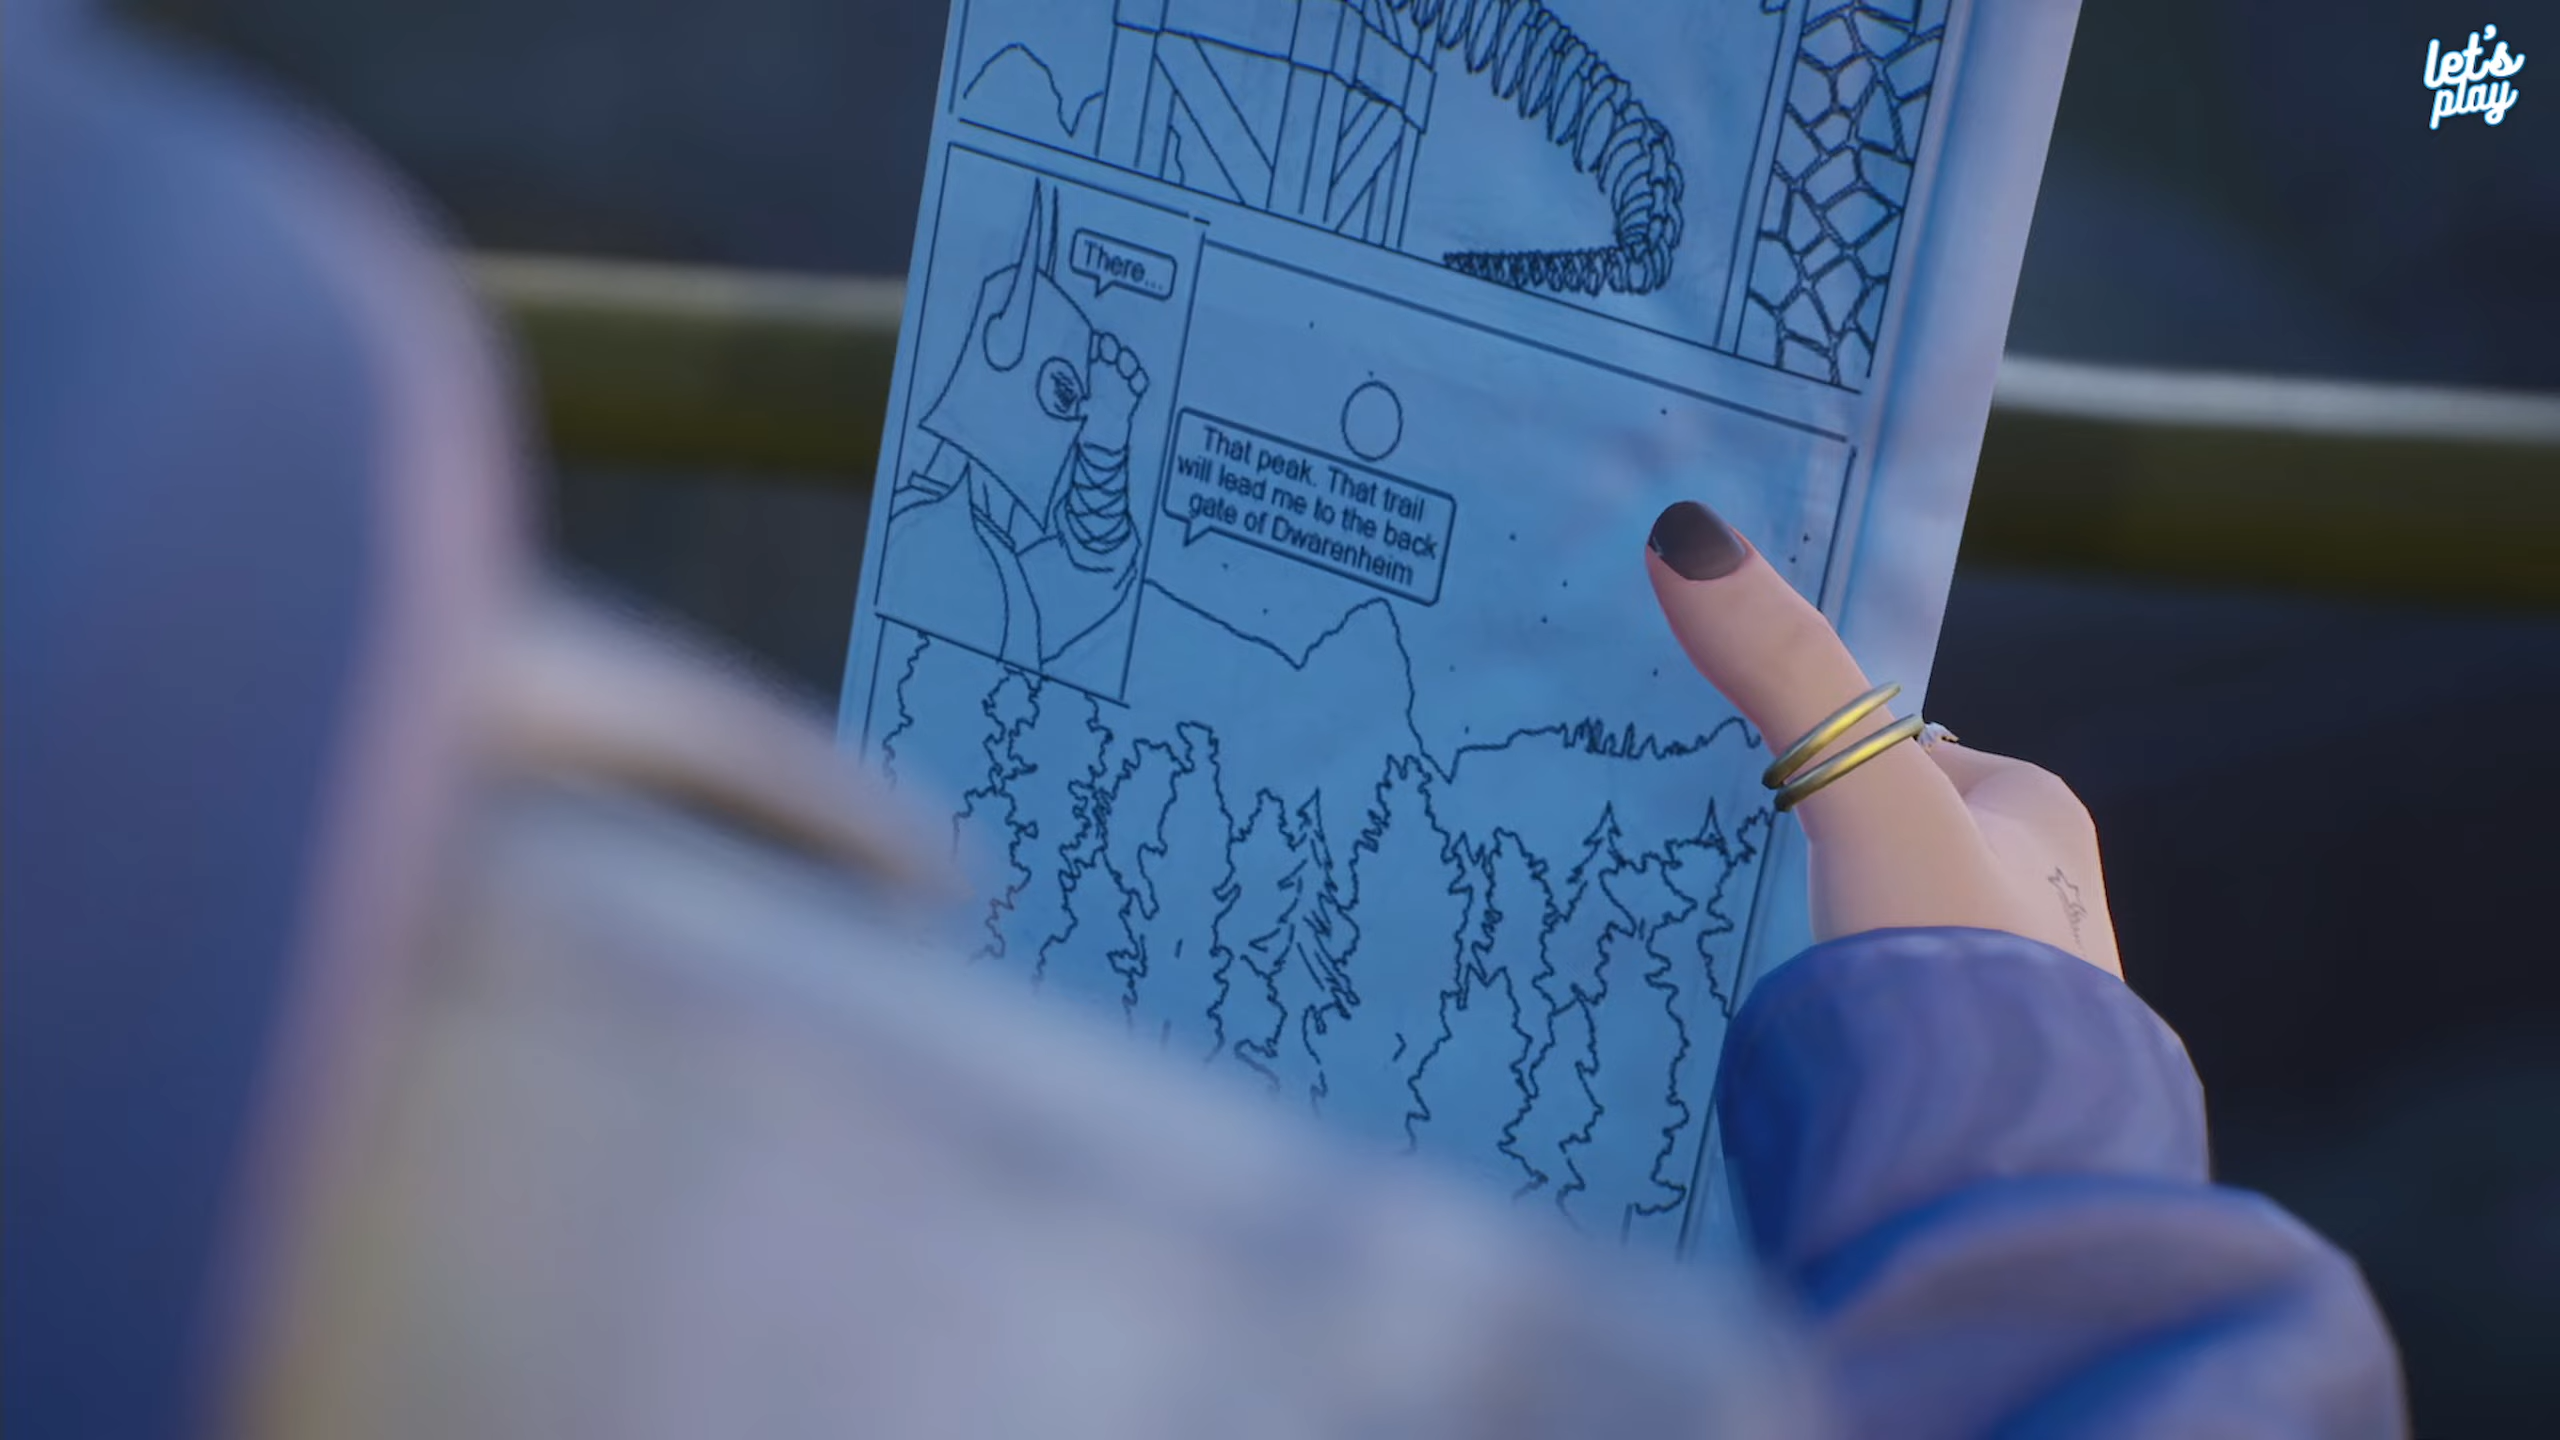 let's
play
There...
That peak. That trail
will lead me to the back
gate of Dwarenheim